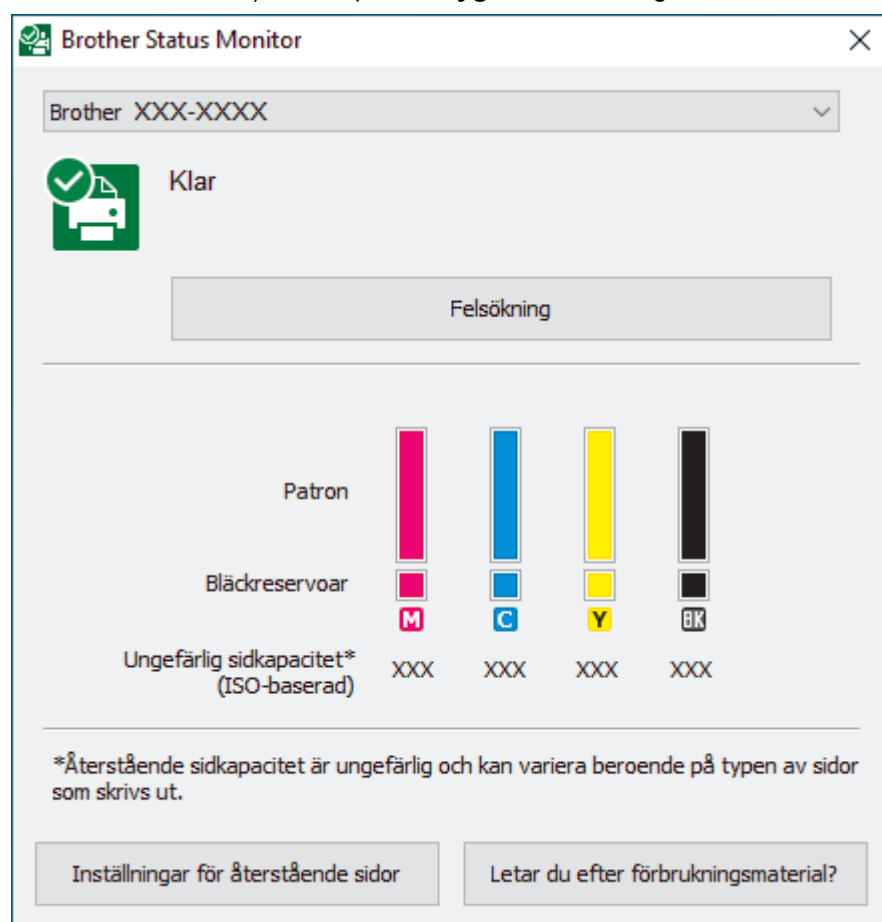 Brother Status Monitor
Brother XXX-XXXX
Klar
Felsökning
Patron
Bläckreservoar
M C Y BK
Ungefärlig sidkapacitet*
(ISO-baserad)
XXX XXX XXX XXX
*Återstående sidkapacitet är ungefärlig och kan variera beroende på typen av sidor
som skrivs ut.
Inställningar för återstående sidor
Letar du efter förbrukningsmaterial?